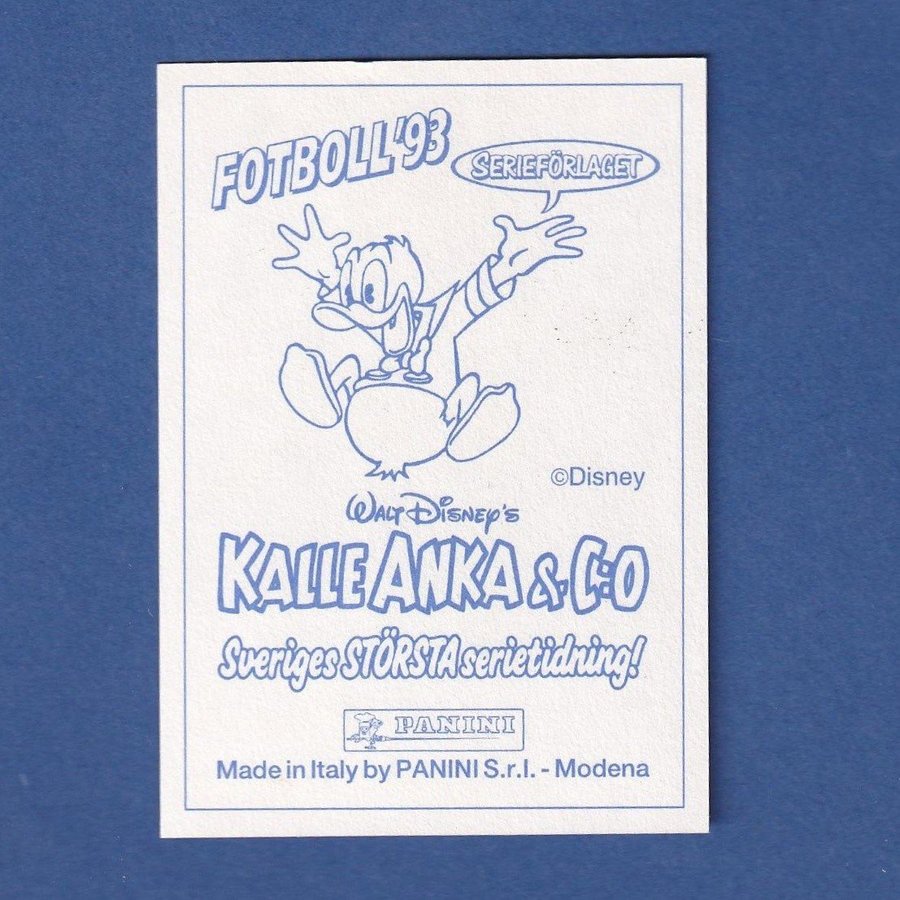 FOTBOLL '93
SERIEFÖRLAGET
©Disney
WALT DISNEY'S
KALLE ANKA & C:O
Sveriges STÖRSTA serietidning!
PANINI
Made in Italy by PANINI S.r.l. - Modena